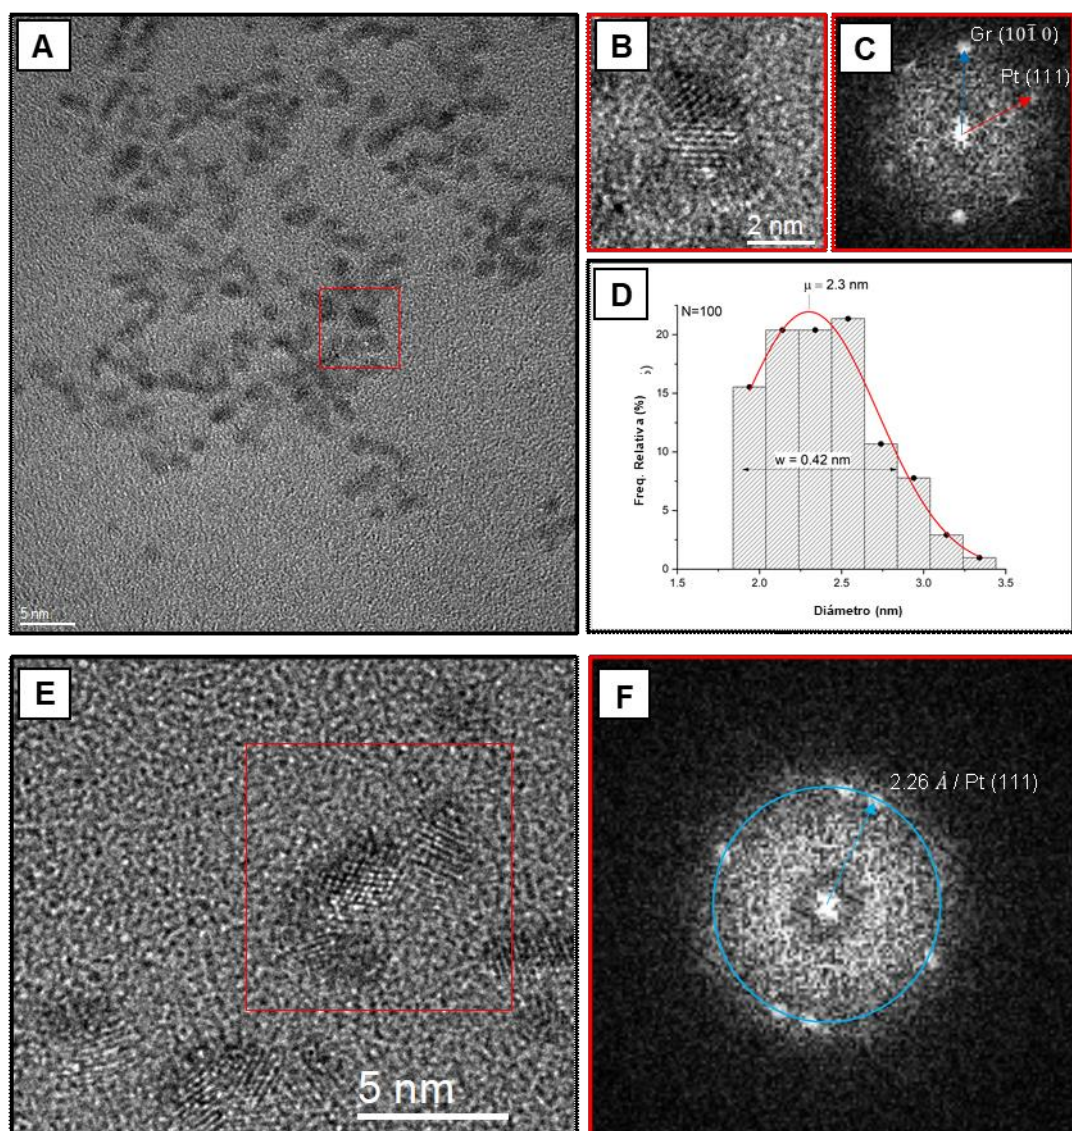 A
5 nm
B
2 nm
C
Gr (101̄ 0)
Pt (111)
D
μ = 2.3 nm
N=100
w = 0.42 nm
Freq. Relativa (%)
20
15
10
5
0
1.5
2.0
2.5
3.0
3.5
Diámetro (nm)
E
5 nm
F
2.26 Å / Pt (111)